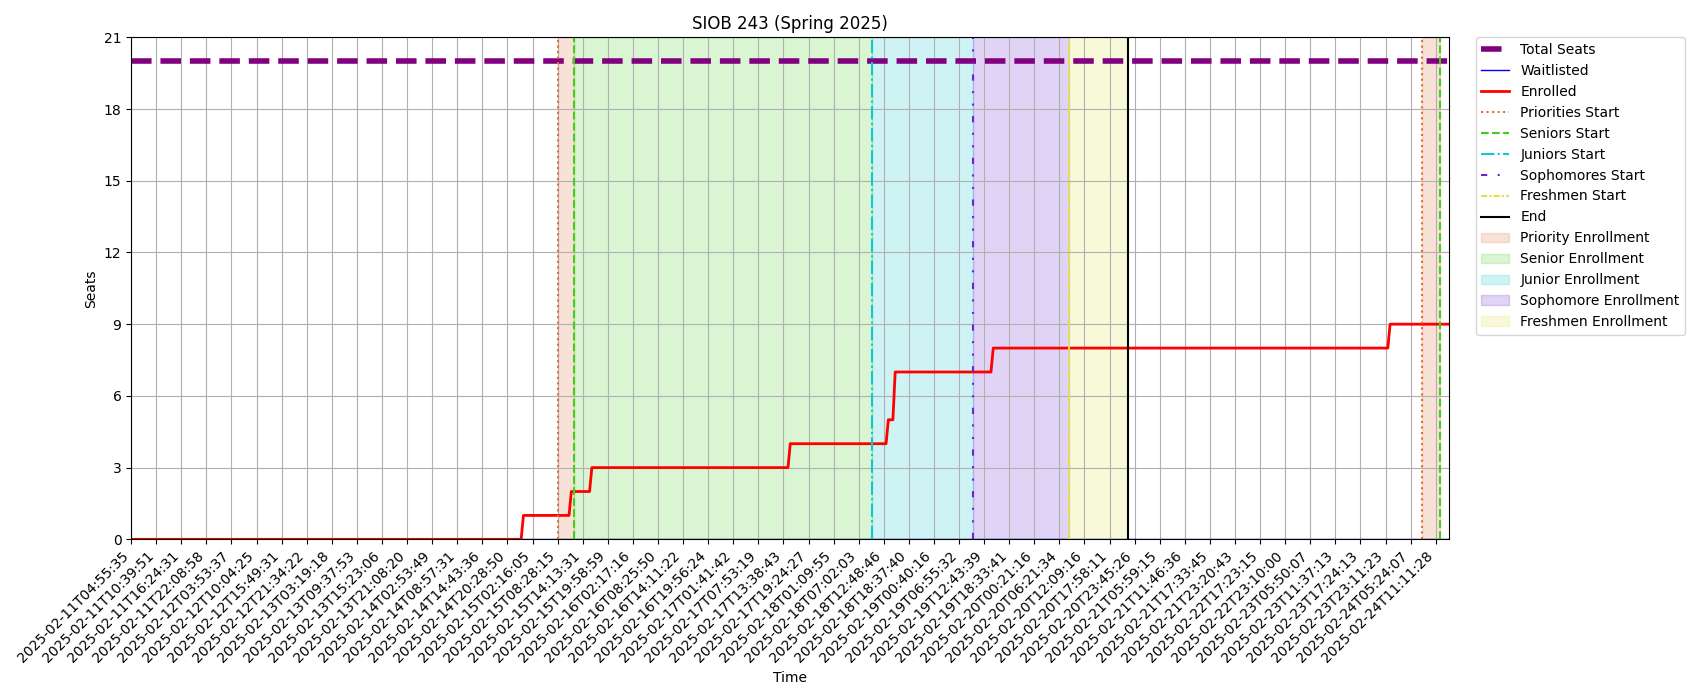 SIOB 243 (Spring 2025)
21
18
15
12
9
6
3
0
Seats
2025-02-11T04:55:35
2025-02-11T10:39:51
2025-02-11T16:24:31
2025-02-11T22:08:58
2025-02-12T03:53:37
2025-02-12T10:04:25
2025-02-12T15:49:31
2025-02-12T21:34:22
2025-02-13T03:19:18
2025-02-13T09:37:53
2025-02-13T15:23:06
2025-02-13T21:08:20
2025-02-14T02:53:49
2025-02-14T08:57:31
2025-02-14T14:43:36
2025-02-14T20:28:50
2025-02-15T02:16:05
2025-02-15T08:28:15
2025-02-15T14:13:31
2025-02-15T19:58:59
2025-02-16T02:17:16
2025-02-16T08:25:50
2025-02-16T14:11:22
2025-02-16T19:56:24
2025-02-17T01:41:42
2025-02-17T07:53:19
2025-02-17T13:38:43
2025-02-17T19:24:27
2025-02-18T01:09:55
2025-02-18T07:02:03
2025-02-18T12:48:46
2025-02-18T18:37:40
2025-02-19T00:40:16
2025-02-19T06:55:32
2025-02-19T12:43:39
2025-02-19T18:33:41
2025-02-20T00:21:16
2025-02-20T06:21:34
2025-02-20T12:09:16
2025-02-20T17:58:11
2025-02-20T23:45:26
2025-02-21T05:59:15
2025-02-21T11:46:36
2025-02-21T17:33:45
2025-02-21T23:20:43
2025-02-22T17:23:15
2025-02-22T23:10:00
2025-02-23T05:50:07
2025-02-23T11:37:13
2025-02-23T17:24:13
2025-02-23T23:11:23
2025-02-24T05:24:07
2025-02-24T11:11:28
Time
Total Seats
Waitlisted
Enrolled
Priorities Start
Seniors Start
Juniors Start
Sophomores Start
Freshmen Start
End
Priority Enrollment
Senior Enrollment
Junior Enrollment
Sophomore Enrollment
Freshmen Enrollment